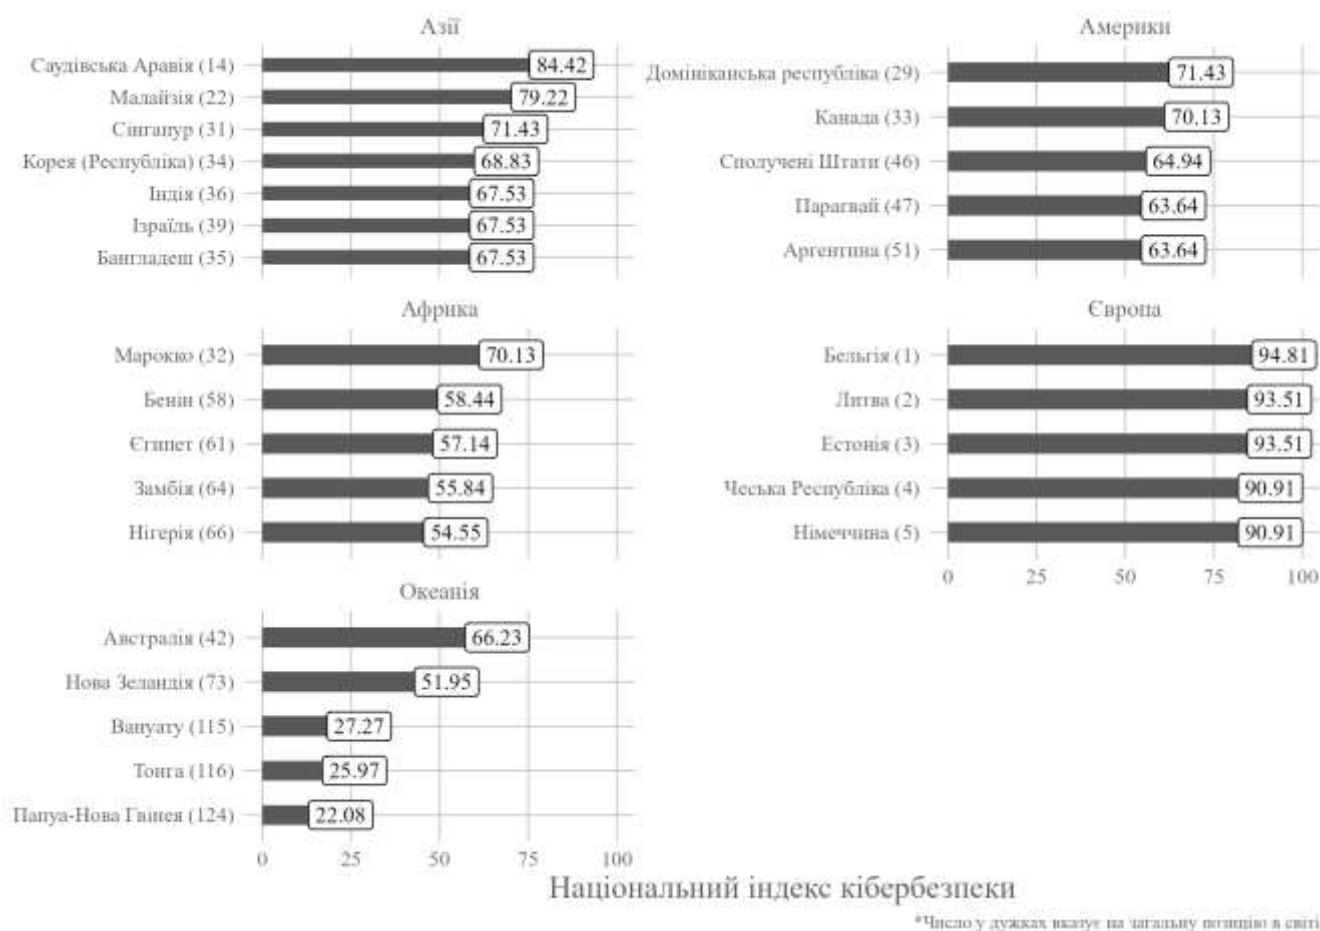 Азії
Саудівська Аравія (14) 84.42
Малайзія (22) 79.22
Сінгапур (31) 71.43
Корея (Республіка) (34) 68.83
Індія (36) 67.53
Ізраїль (39) 67.53
Бангладеш (35) 67.53
Америки
Домініканська республіка (29) 71.43
Канада (33) 70.13
Сполучені Штати (46) 64.94
Парагвай (47) 63.64
Аргентина (51) 63.64
Африка
Марокко (32) 70.13
Бенін (58) 58.44
Єгипет (61) 57.14
Замбія (64) 55.84
Нігерія (66) 54.55
Європа
Бельгія (1) 94.81
Литва (2) 93.51
Естонія (3) 93.51
Чеська Республіка (4) 90.91
Німеччина (5) 90.91
0 25 50 75 100
Океанія
Австралія (42) 66.23
Нова Зеландія (73) 51.95
Вануату (115) 27.27
Тонга (116) 25.97
Папуа-Нова Гвінея (124) 22.08
0 25 50 75 100
Національний індекс кібербезпеки
*Число у дужках вказує на загальну позицію в світі